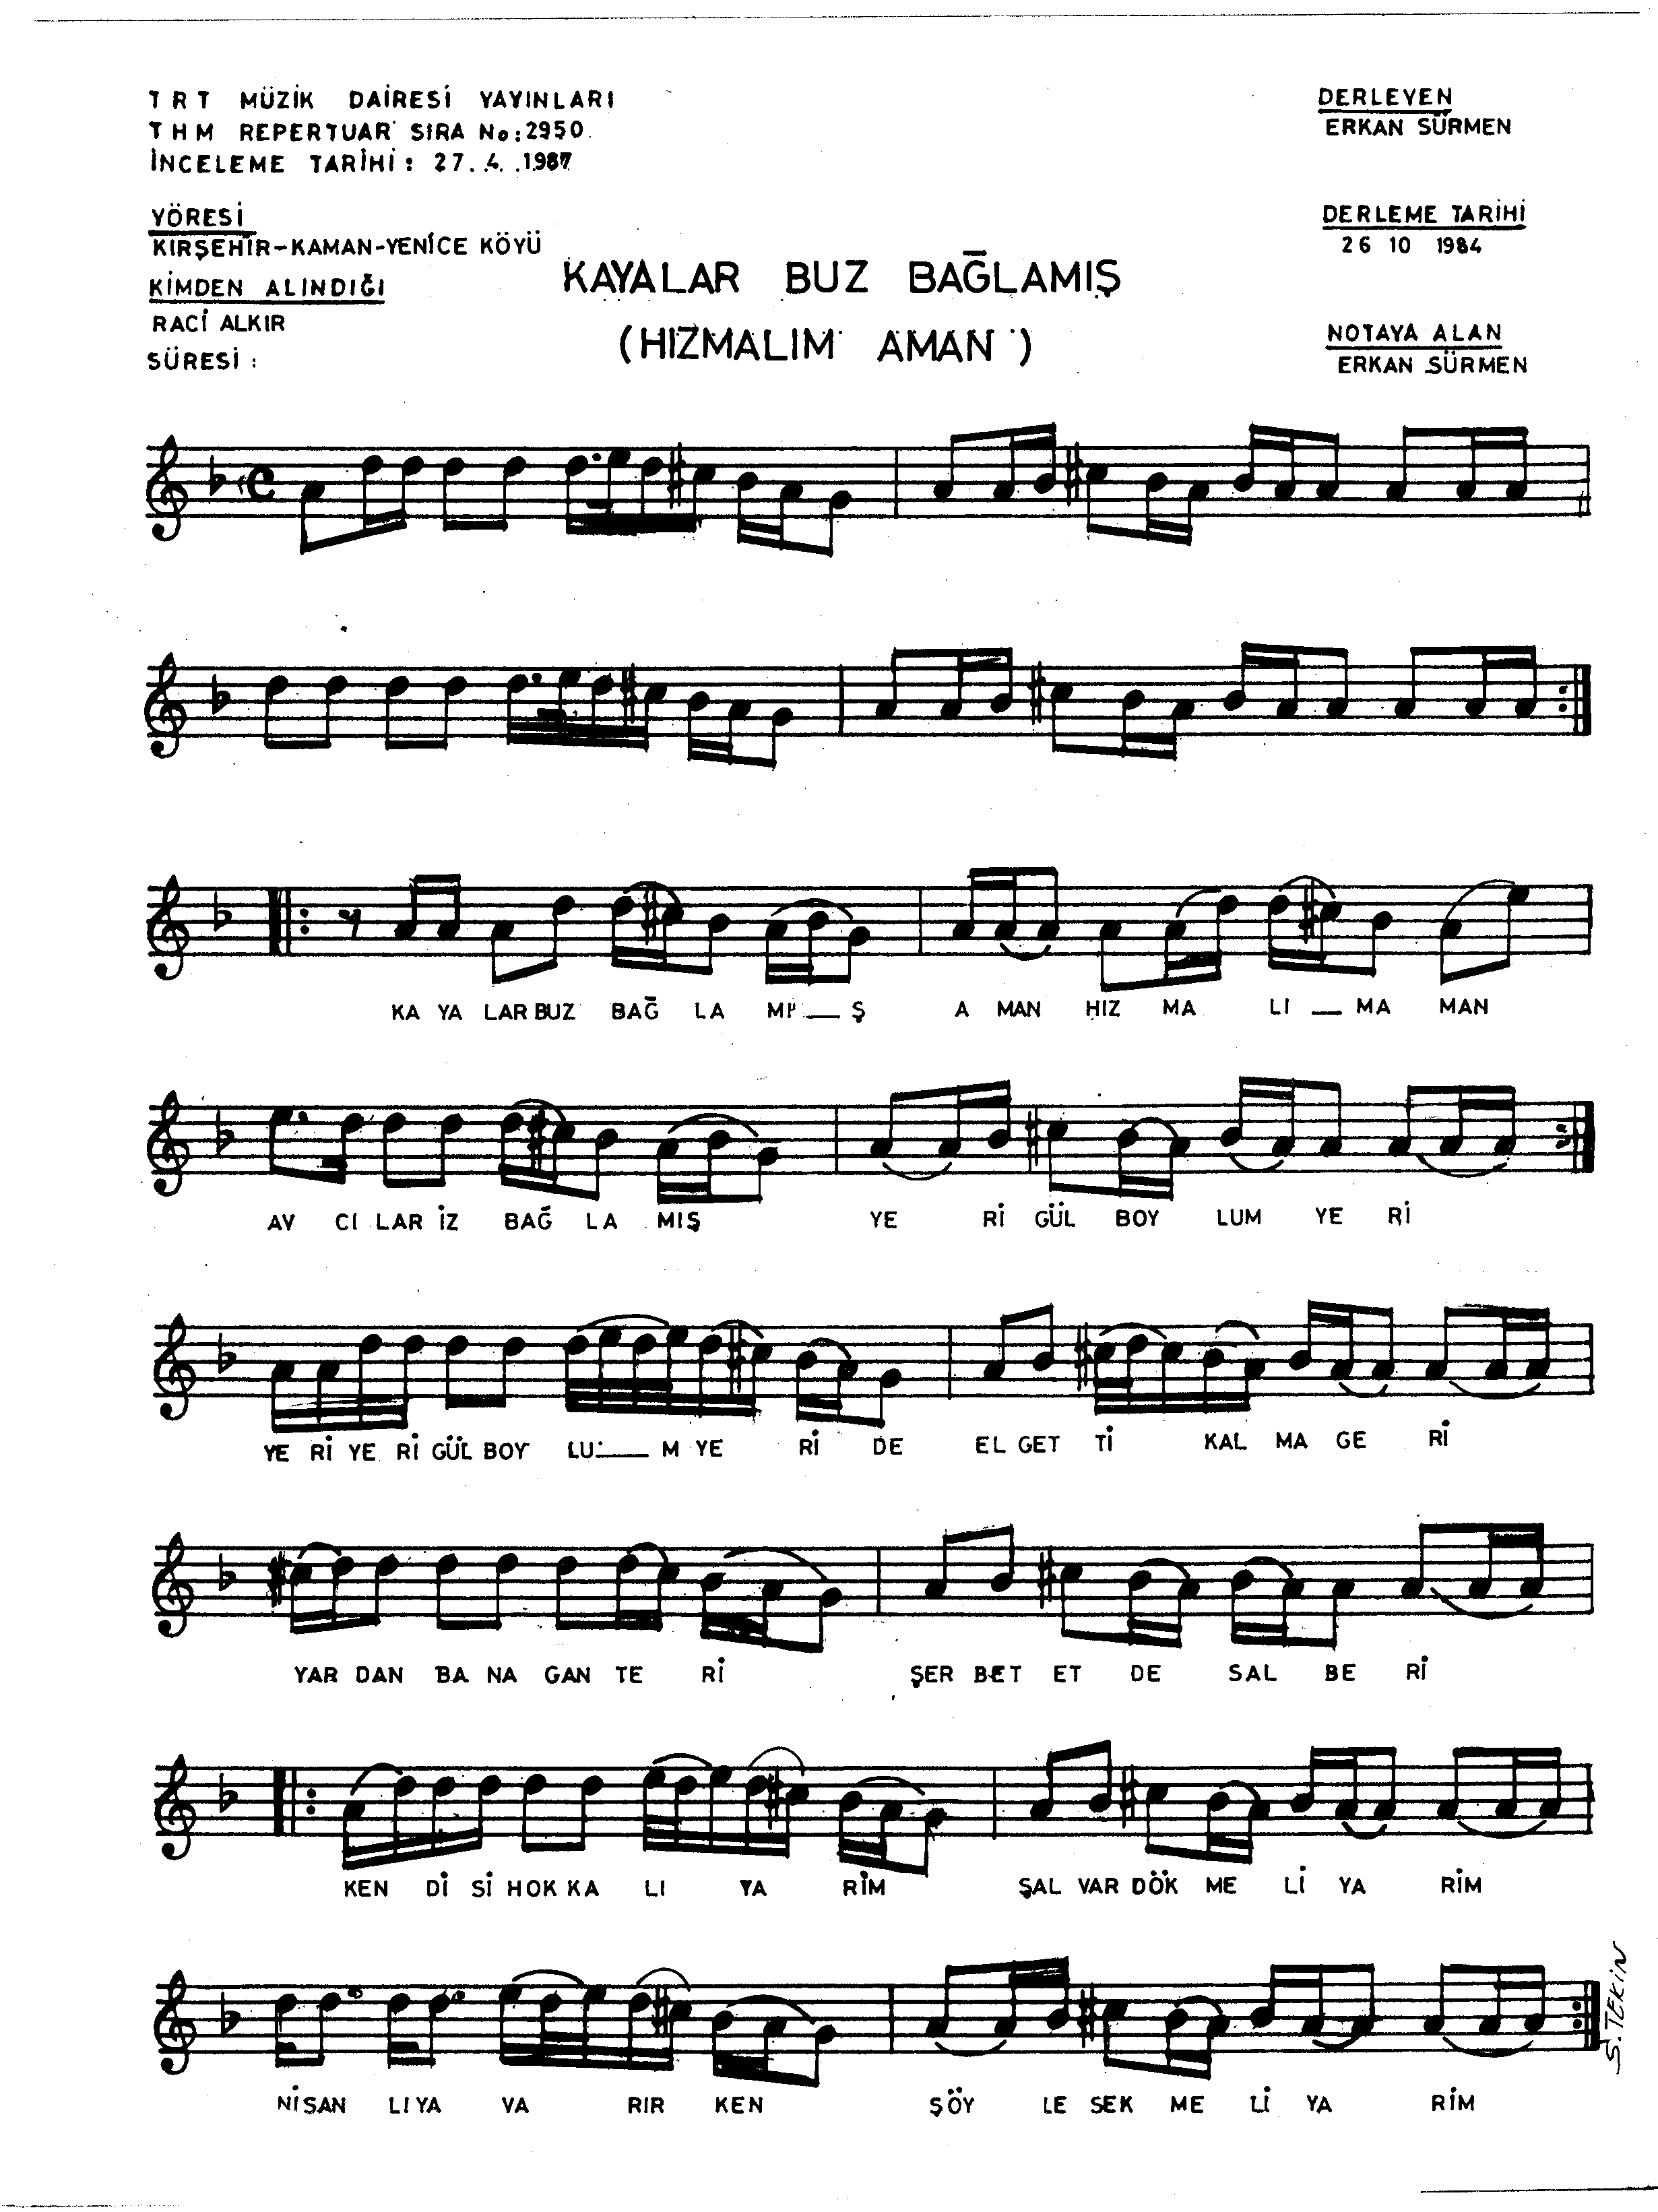 TRT MÜZİK DAİRESİ YAYINLARI
THM REPERTUAR SIRA No: 2950
İNCELEME TARİHİ : 27.4.1987
DERLEYEN
ERKAN SÜRMEN
YÖRESİ
KIRŞEHİR-KAMAN-YENİCE KÖYÜ
DERLEME TARİHİ
26 10 1984
KİMDEN ALINDIĞI
RACİ ALKIR
SÜRESİ :
KAYALAR BUZ BAĞLAMIŞ
(HIZMALIM AMAN)
NOTAYA ALAN
ERKAN SÜRMEN
KA YA LAR BUZ BAĞ LA MI — Ş A MAN HIZ MA LI — MA MAN
AV CI LAR İZ BAĞ LA MIŞ YE Rİ GÜL BOY LUM YE Rİ
YE Rİ YE Rİ GÜL BOY LU — M YE Rİ DE EL GET Tİ KAL MA GE Rİ
YAR DAN BA NA GAN TE Rİ ŞER BET ET DE SAL BE Rİ
KEN Dİ Sİ HOK KA LI YA RİM ŞAL VAR DÖK ME Lİ YA RİM
NİSAN LI YA VA RIR KEN ŞÖY LE SEK ME Lİ YA RİM
S. TEKİN